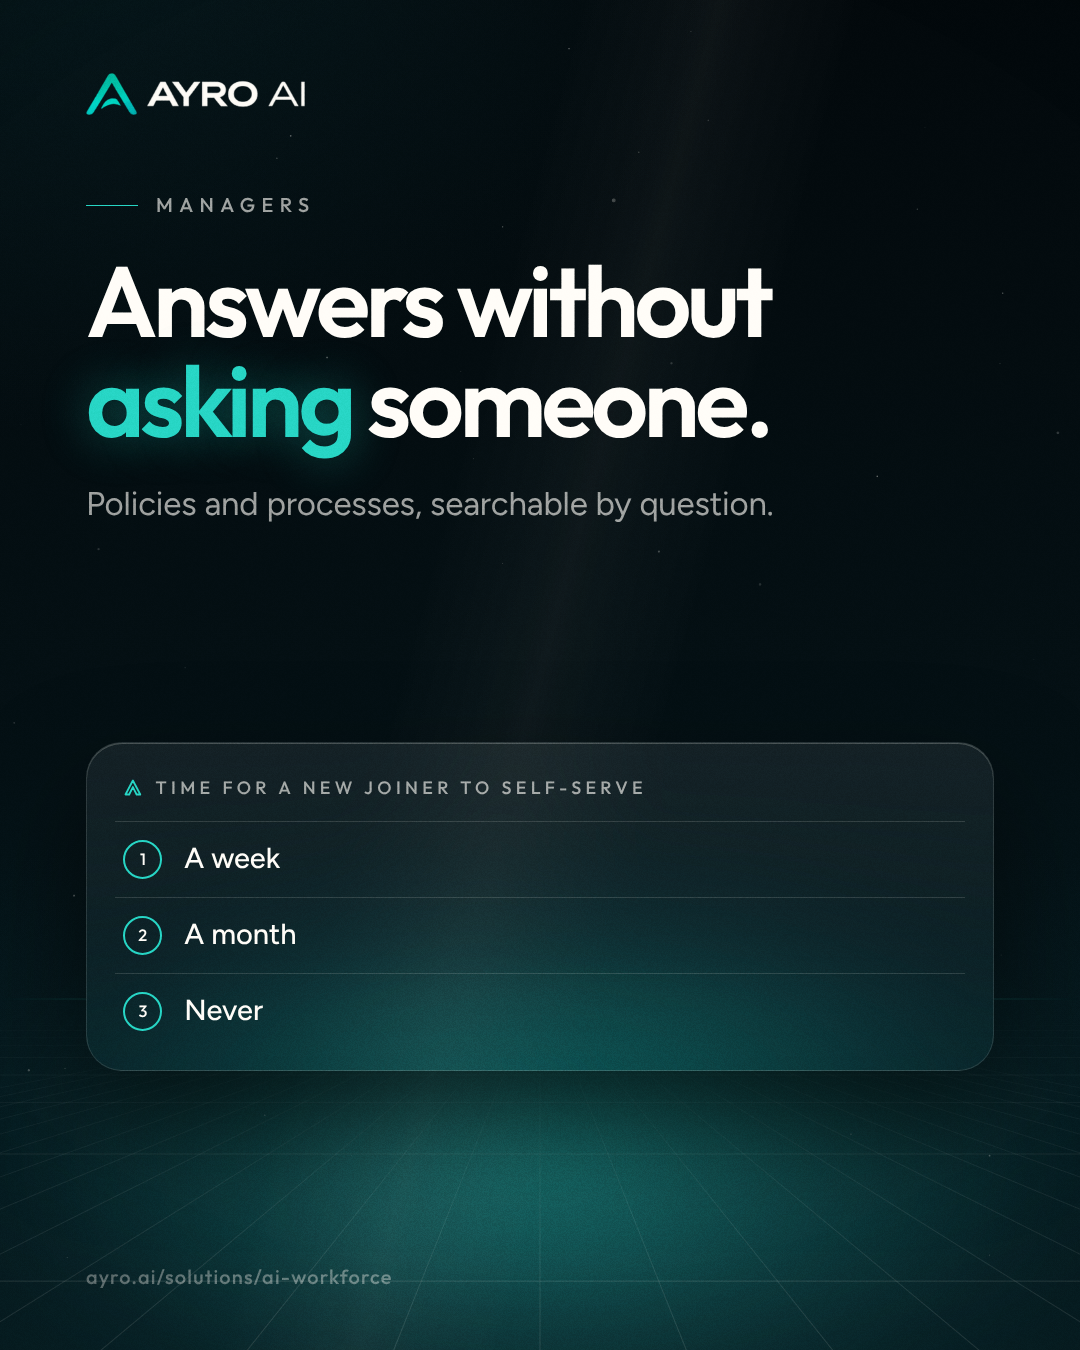 AYRO AI
MANAGERS
Answers without
asking someone.
Policies and processes, searchable by question.
TIME FOR A NEW JOINER TO SELF-SERVE
1 A week
2 A month
3 Never
ayro.ai/solutions/ai-workforce